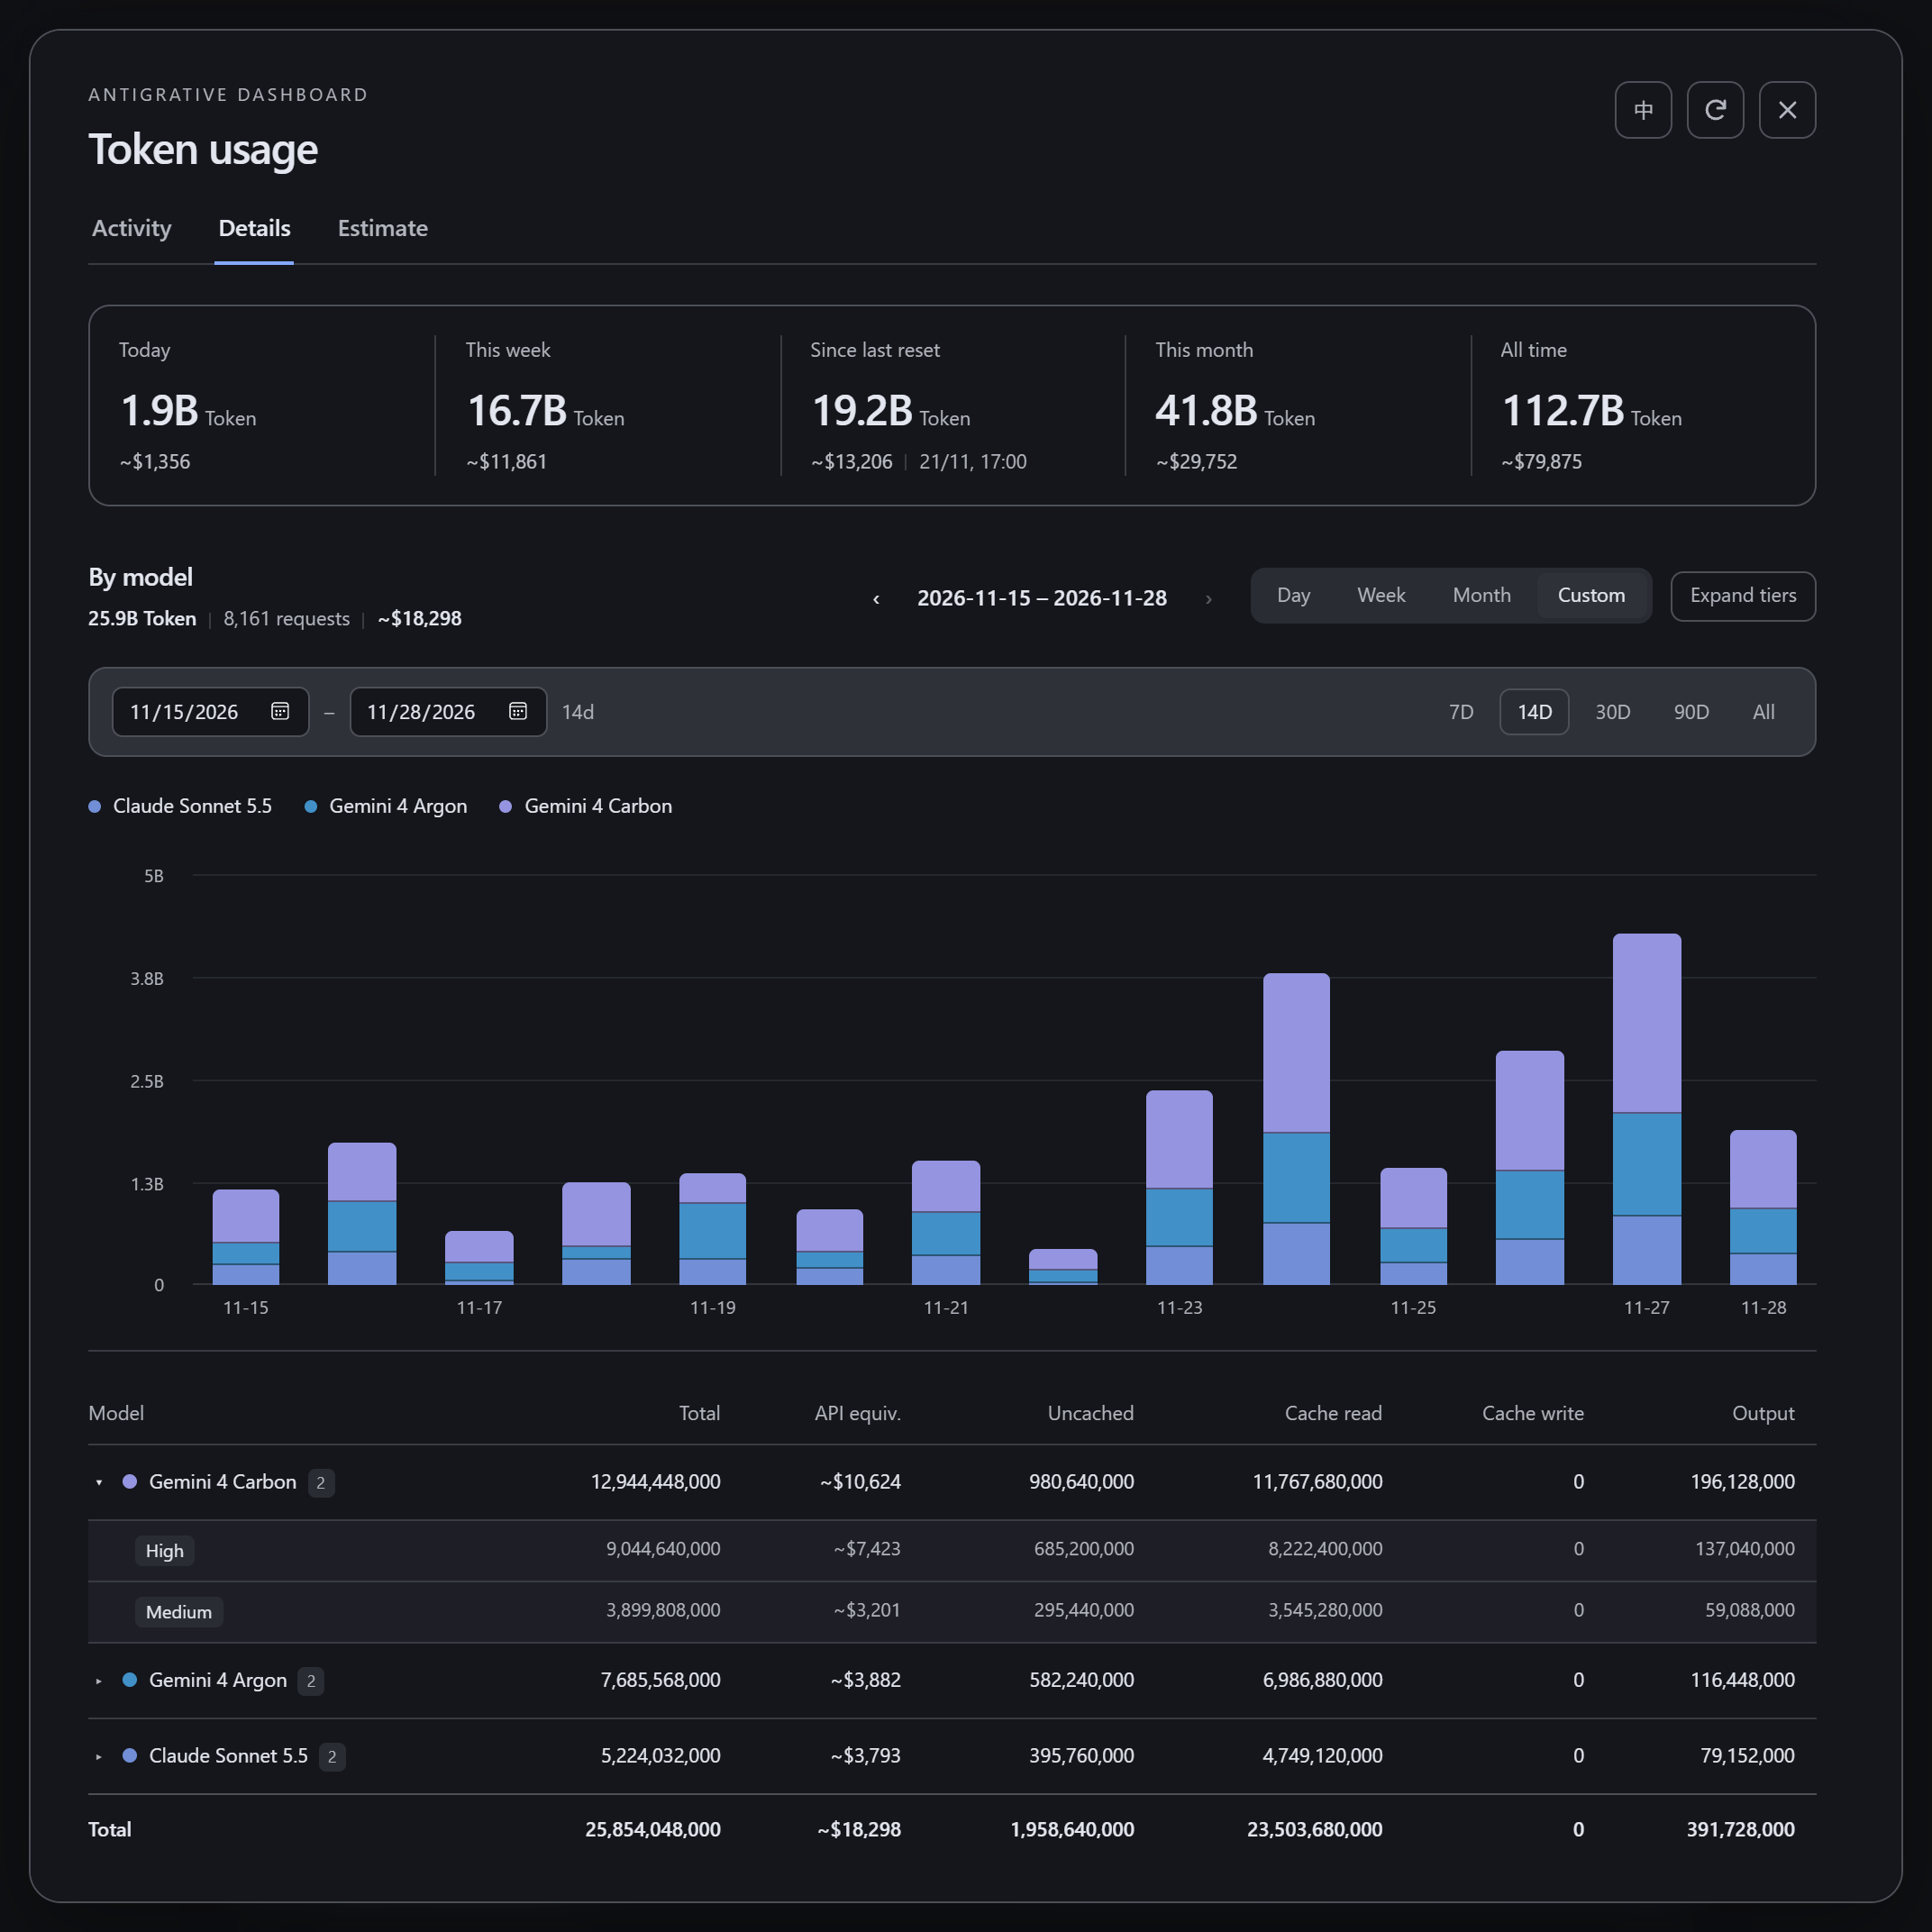 ANTIGRATIVE DASHBOARD
中
Token usage
Activity Details Estimate
Today This week Since last reset This month All time
1.9B Token 16.7B Token 19.2B Token 41.8B Token 112.7B Token
~$1,356 ~$11,861 ~$13,206 | 21/11, 17:00 ~$29,752 ~$79,875
By model
25.9B Token | 8,161 requests | ~$18,298
‹ 2026-11-15 – 2026-11-28 › Day Week Month Custom Expand tiers
11/15/2026 – 11/28/2026 14d 7D 14D 30D 90D All
Claude Sonnet 5.5 Gemini 4 Argon Gemini 4 Carbon
5B
3.8B
2.5B
1.3B
0
11-15 11-17 11-19 11-21 11-23 11-25 11-27 11-28
Model Total API equiv. Uncached Cache read Cache write Output
Gemini 4 Carbon 2 12,944,448,000 ~$10,624 980,640,000 11,767,680,000 0 196,128,000
High 9,044,640,000 ~$7,423 685,200,000 8,222,400,000 0 137,040,000
Medium 3,899,808,000 ~$3,201 295,440,000 3,545,280,000 0 59,088,000
Gemini 4 Argon 2 7,685,568,000 ~$3,882 582,240,000 6,986,880,000 0 116,448,000
Claude Sonnet 5.5 2 5,224,032,000 ~$3,793 395,760,000 4,749,120,000 0 79,152,000
Total 25,854,048,000 ~$18,298 1,958,640,000 23,503,680,000 0 391,728,000